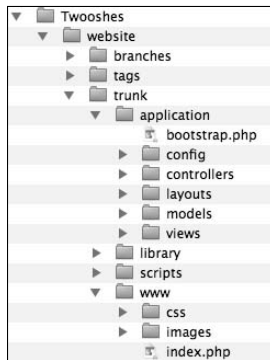 Twooshes
website
branches
tags
trunk
application
bootstrap.php
config
controllers
layouts
models
views
library
scripts
www
css
images
index.php